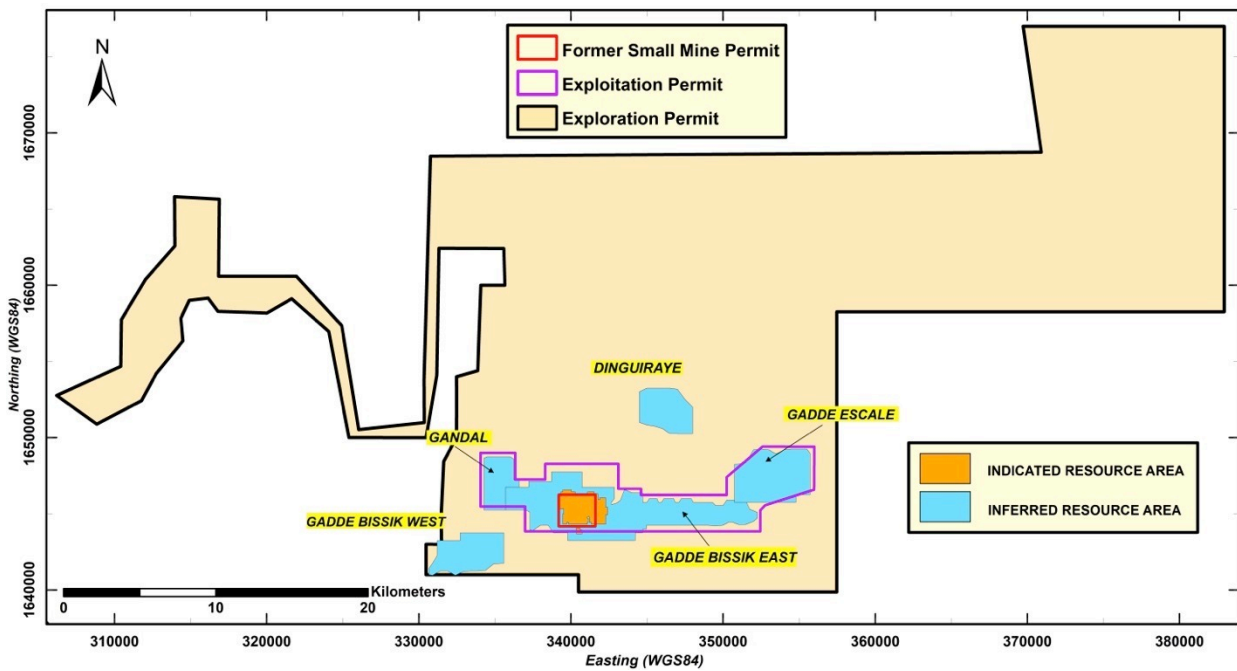 N
Former Small Mine Permit
Exploitation Permit
Exploration Permit
1670000
1660000
1650000
1640000
Northing (WGS84)
DINGUIRAYE
GADDE ESCALE
GANDAL
GADDE BISSIK WEST
GADDE BISSIK EAST
INDICATED RESOURCE AREA
INFERRED RESOURCE AREA
Kilometers
0 10 20
310000 320000 330000 340000 350000 360000 370000 380000
Easting (WGS84)